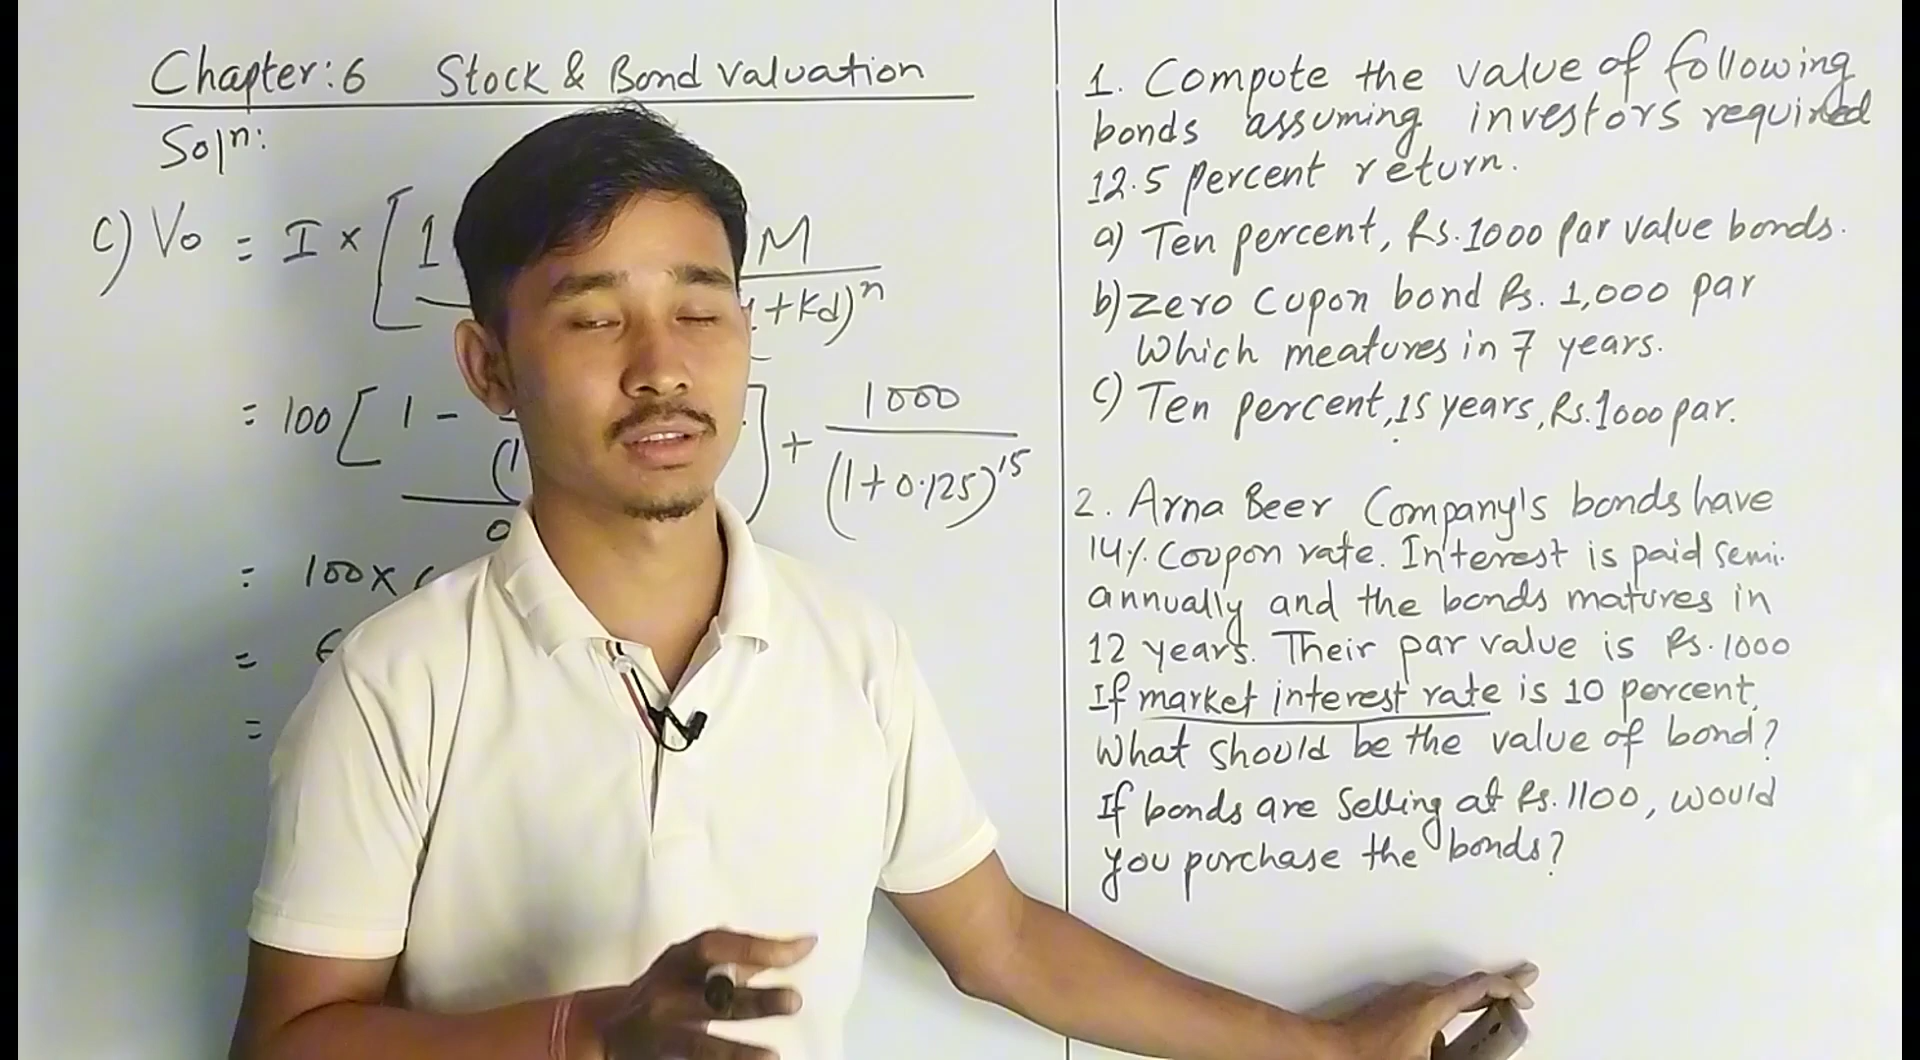 Chapter:6 Stock & Bond Valuation
Solⁿ:
c) Vo = I × [ 1 M
+kd)ⁿ
= 100 [ 1 - ] + 1000
(1 (1+0.125)¹⁵
0
= 100×
=
=
1. Compute the value of following
bonds assuming investors required
12.5 percent return.
a) Ten percent, Rs.1000 par value bonds.
b) Zero Cupon bond Rs. 1,000 par
Which meatures in 7 years.
c) Ten percent, 15 years, Rs.1000 par.
2. Arna Beer Company's bonds have
14% Coupon rate. Interest is paid semi-
annually and the bonds matures in
12 years. Their par value is Rs.1000
If market interest rate is 10 percent,
What should be the value of bond?
If bonds are Selling at Rs.1100, would
you purchase the bonds?